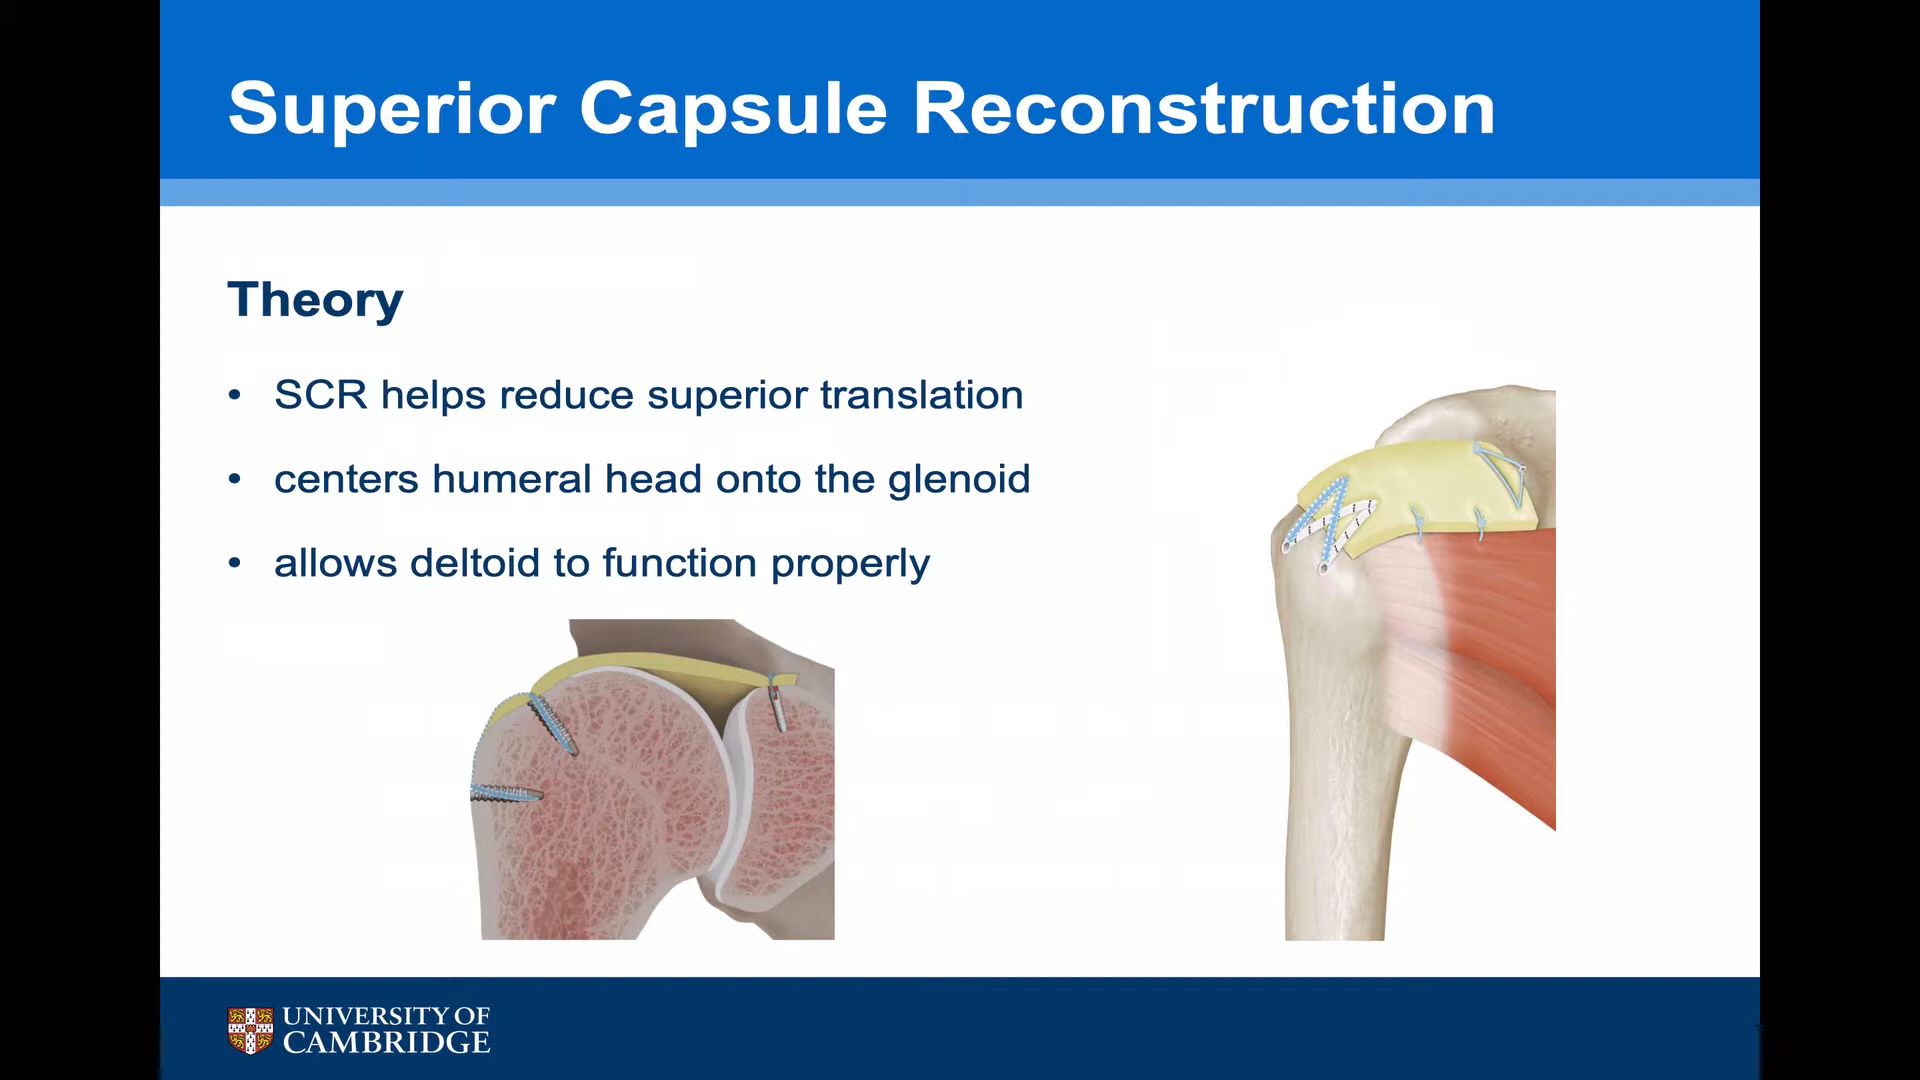 Superior Capsule Reconstruction
Theory
• SCR helps reduce superior translation
• centers humeral head onto the glenoid
• allows deltoid to function properly
UNIVERSITY OF
CAMBRIDGE